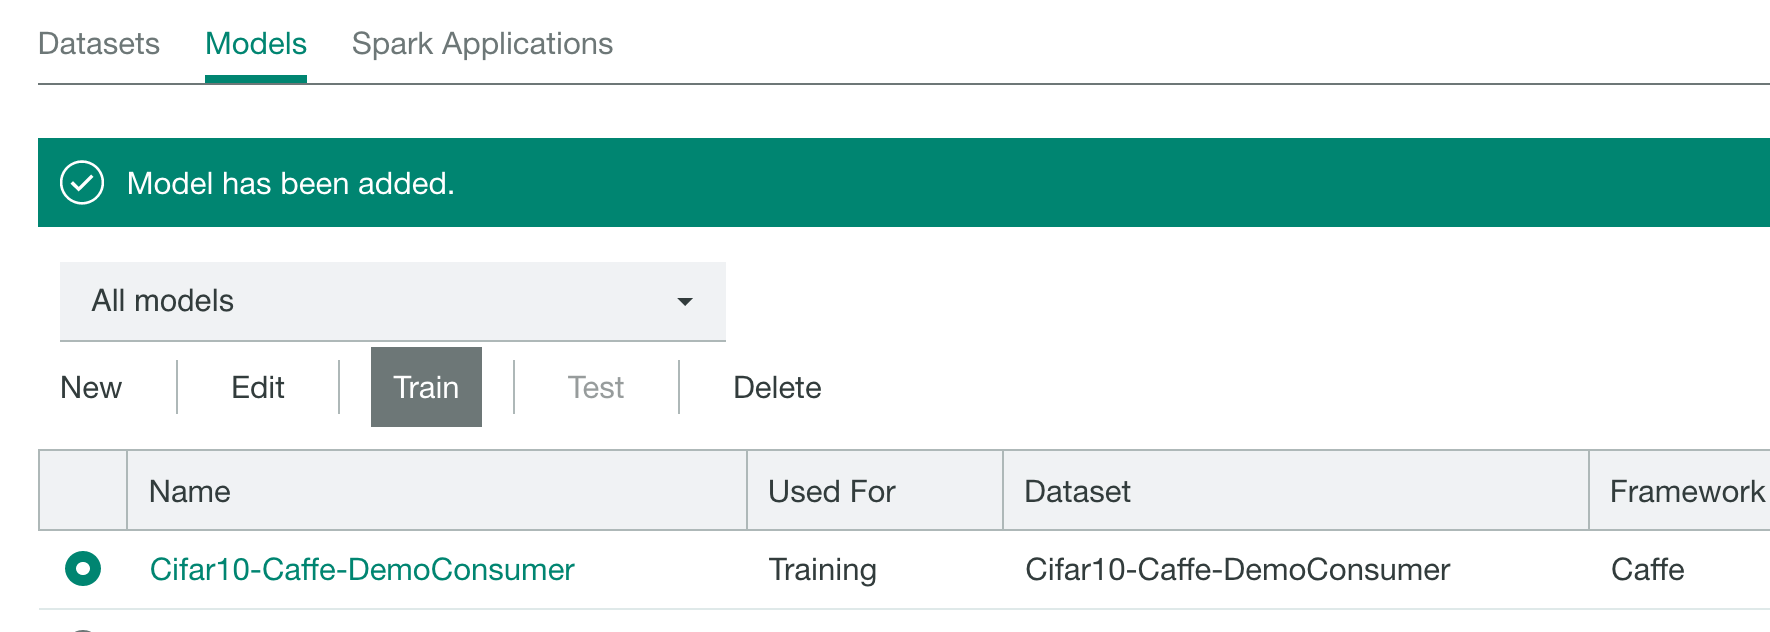 Datasets Models Spark Applications
Model has been added.
All models
New Edit Train Test Delete
Name Used For Dataset Framework
Cifar10-Caffe-DemoConsumer Training Cifar10-Caffe-DemoConsumer Caffe